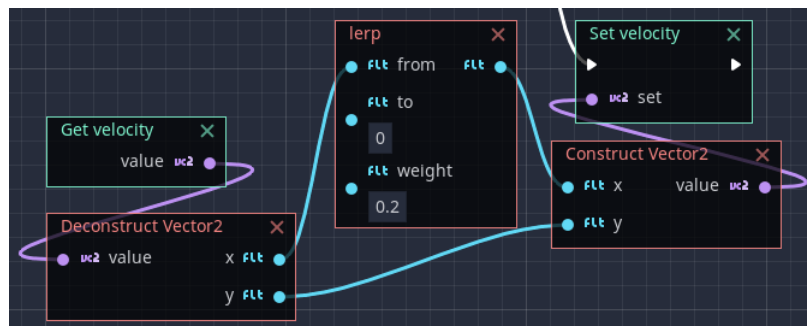 lerp
Flt from Flt
Flt to
0
Flt weight
0.2
Set velocity
vc2 set
Get velocity
value vc2
Deconstruct Vector2
vc2 value x Flt
y Flt
Construct Vector2
Flt x value vc2
Flt y